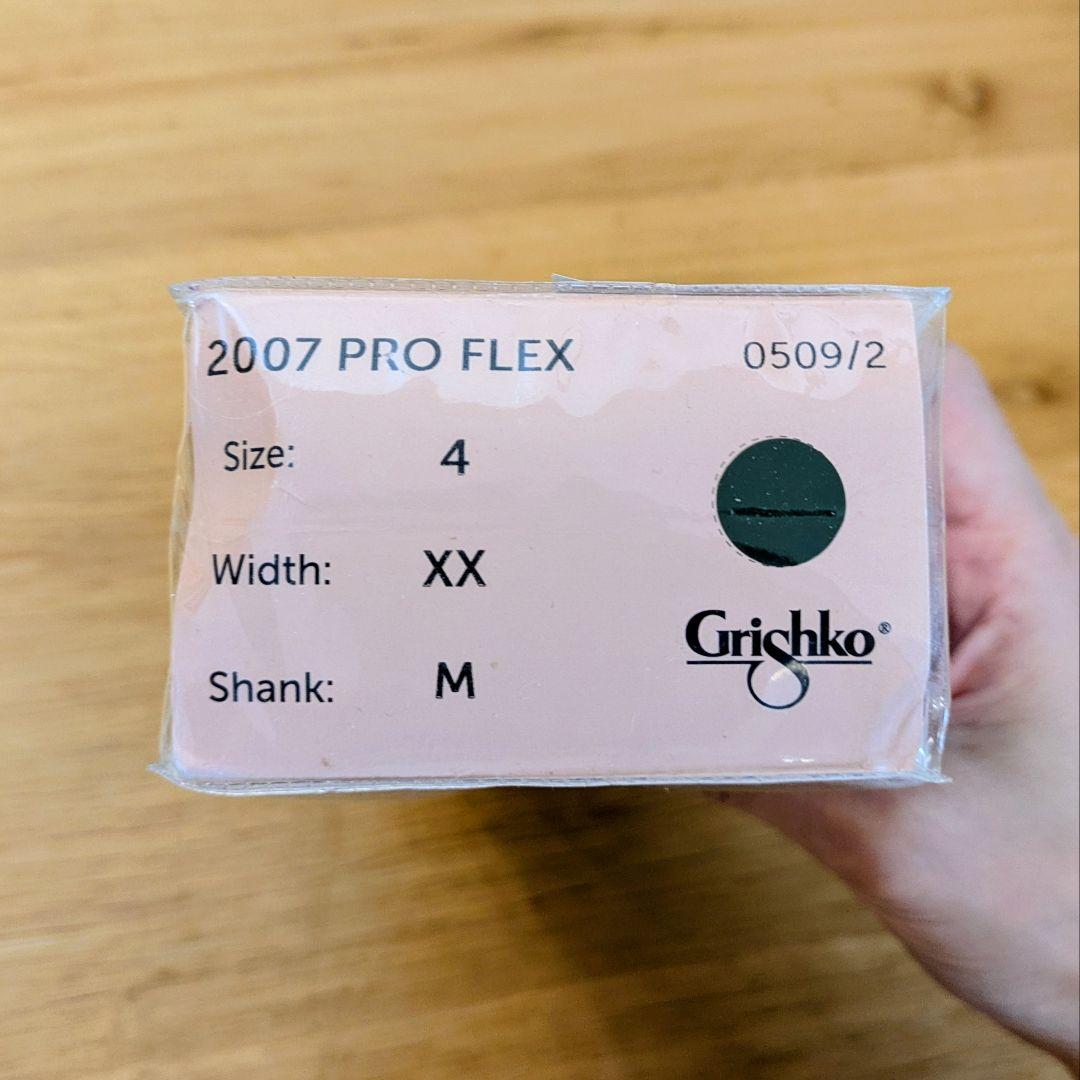 2007 PRO FLEX 0509/2
Size: 4
Width: XX
Shank: M
Grishko®